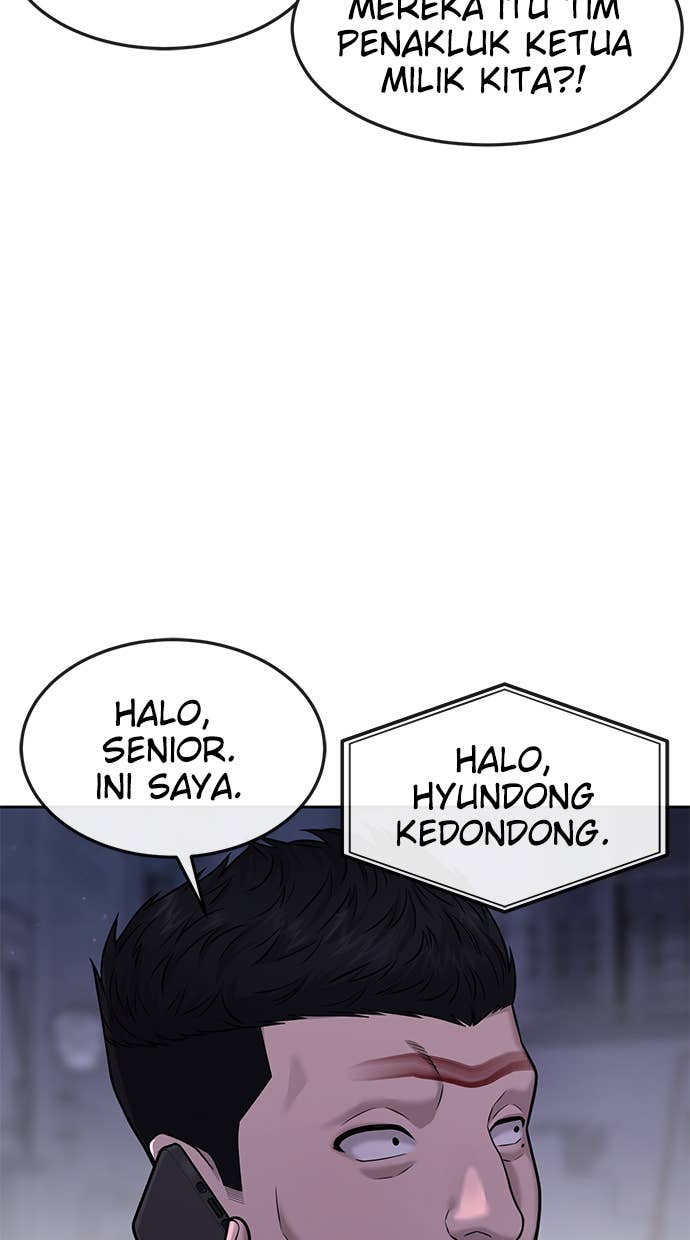 MEREKA ITU TIM
PENAKLUK KETUA
MILIK KITA?!
HALO,
SENIOR.
INI SAYA.
HALO,
HYUNDONG
KEDONDONG.